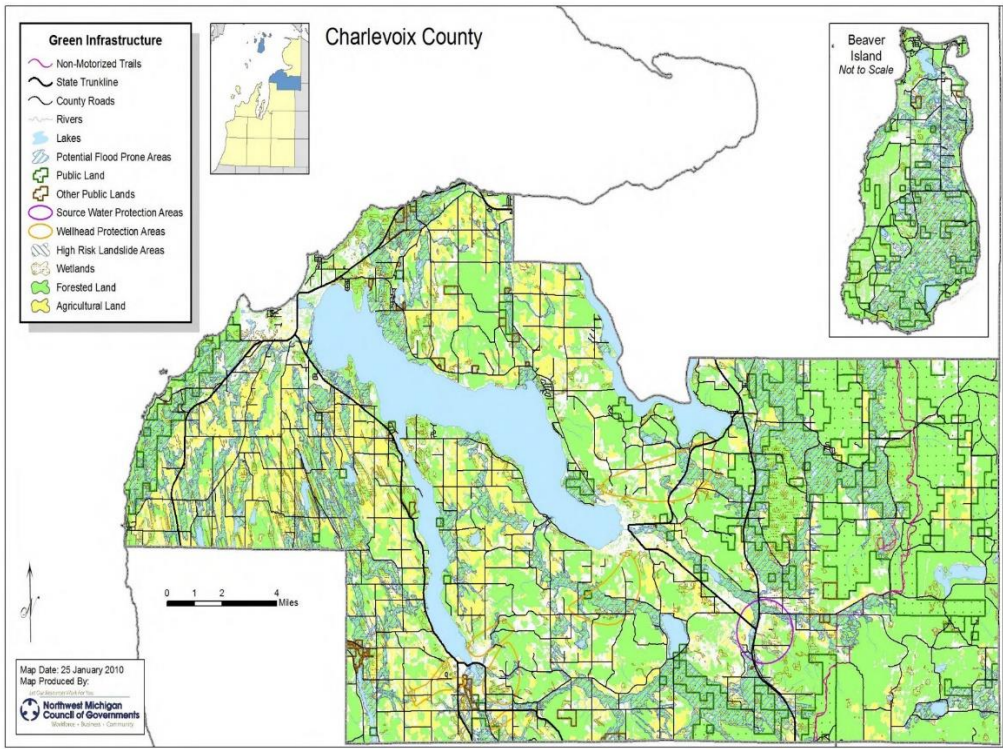 Charlevoix County
Green Infrastructure
Non-Motorized Trails
State Trunkline
County Roads
Rivers
Lakes
Potential Flood Prone Areas
Public Land
Other Public Lands
Source Water Protection Areas
Wellhead Protection Areas
High Risk Landslide Areas
Wetlands
Forested Land
Agricultural Land
Beaver
Island
Not to Scale
0 1 2 4
Miles
Map Date: 25 January 2010
Map Produced By:
Northwest Michigan
Council of Governments
Workforce • Business • Community